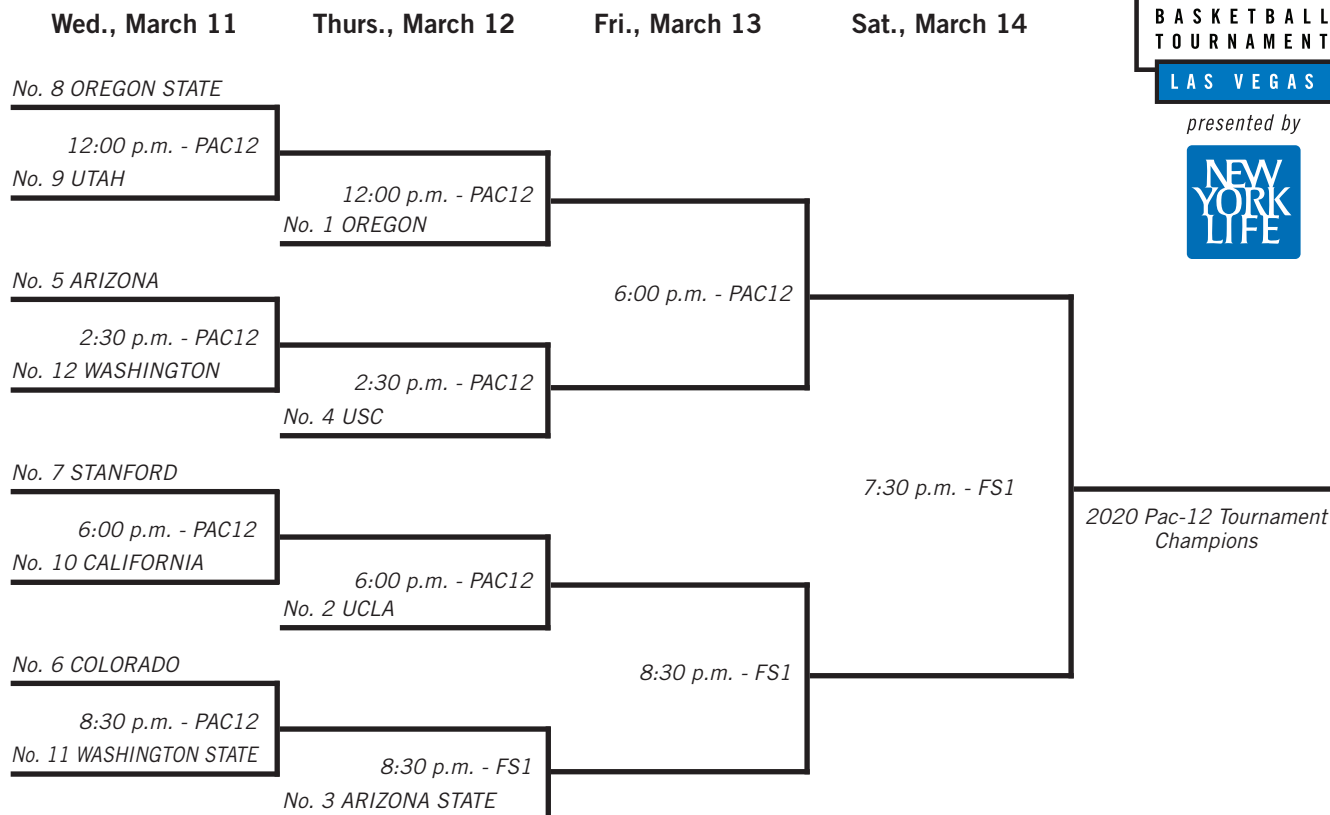 Wed., March 11
Thurs., March 12
Fri., March 13
Sat., March 14
BASKETBALL
TOURNAMENT
LAS VEGAS
presented by
NEW
YORK
LIFE
No. 8 OREGON STATE
12:00 p.m. - PAC12
No. 9 UTAH
12:00 p.m. - PAC12
No. 1 OREGON
No. 5 ARIZONA
6:00 p.m. - PAC12
2:30 p.m. - PAC12
No. 12 WASHINGTON
2:30 p.m. - PAC12
No. 4 USC
No. 7 STANFORD
7:30 p.m. - FS1
6:00 p.m. - PAC12
No. 10 CALIFORNIA
2020 Pac-12 Tournament
Champions
6:00 p.m. - PAC12
No. 2 UCLA
No. 6 COLORADO
8:30 p.m. - FS1
8:30 p.m. - PAC12
No. 11 WASHINGTON STATE
8:30 p.m. - FS1
No. 3 ARIZONA STATE